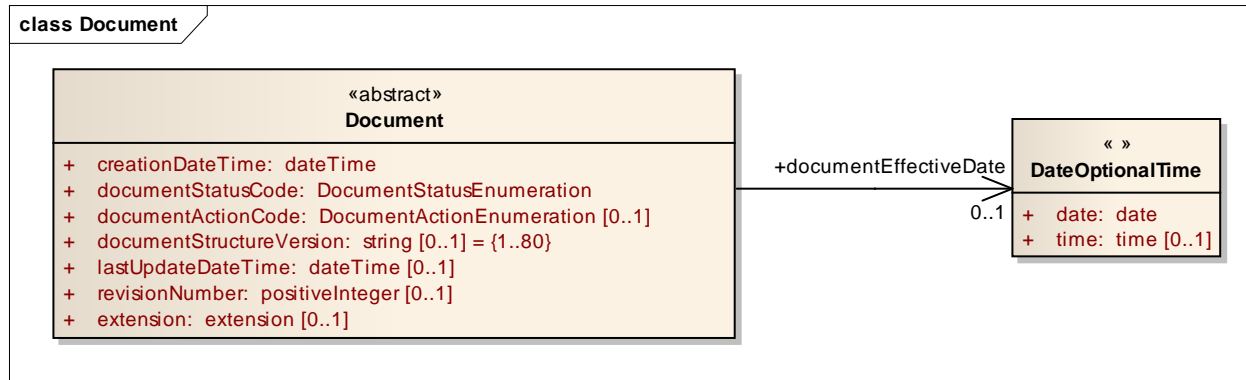 class Document
«abstract»
Document
+ creationDateTime: dateTime
+ documentStatusCode: DocumentStatusEnumeration
+ documentActionCode: DocumentActionEnumeration [0..1]
+ documentStructureVersion: string [0..1] = {1..80}
+ lastUpdateDateTime: dateTime [0..1]
+ revisionNumber: positiveInteger [0..1]
+ extension: extension [0..1]
+documentEffectiveDate
0..1
« »
DateOptionalTime
+ date: date
+ time: time [0..1]